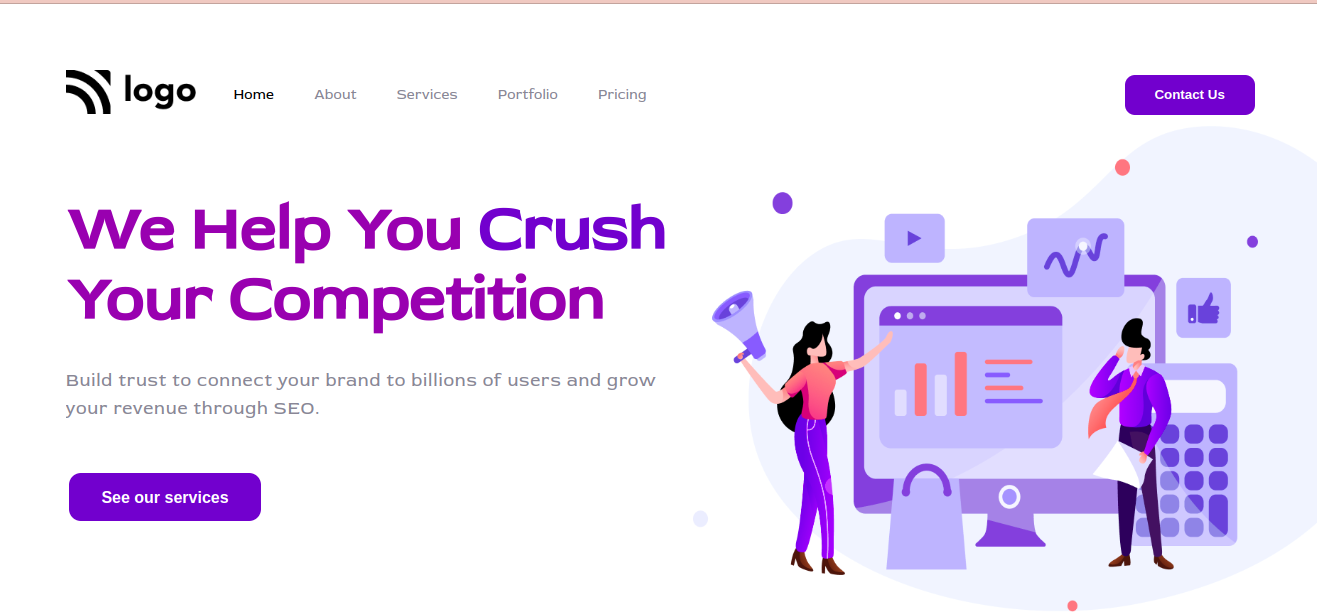 logo Home About Services Portfolio Pricing Contact Us
We Help You Crush
Your Competition
Build trust to connect your brand to billions of users and grow
your revenue through SEO.
See our services